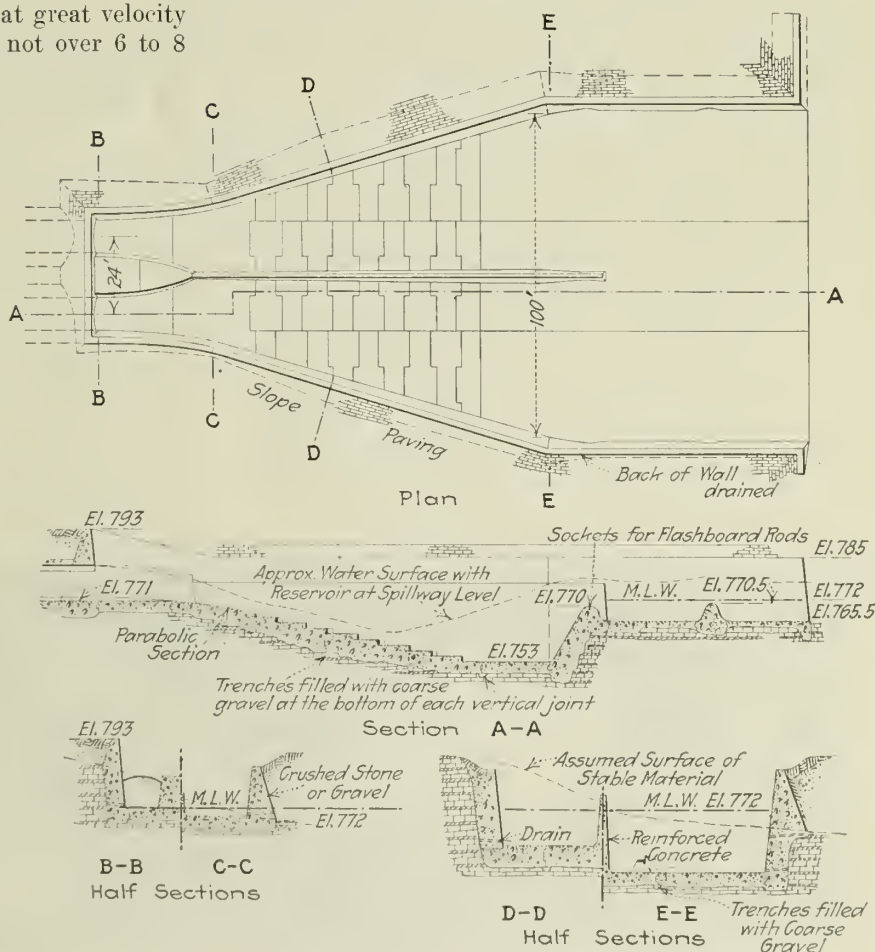 at great velocity
not over 6 to 8
E
D
C
B
24'
A
A
100'
B
C
D
E
Slope
Paving
Back of Wall
drained
Plan
El.793
Sockets for Flashboard Rods
El.785
Approx. Water Surface with
Reservoir at Spillway Level
El.771
El.770
M.L.W.
El.770.5
El.772
El.765.5
Parabolic
Section
El.753
Trenches filled with coarse
gravel at the bottom of each vertical joint
Section A-A
El.793
Crushed Stone
or Gravel
M.L.W.
El.772
B-B
C-C
Half Sections
Assumed Surface of
Stable Material
M.L.W. El.772
Drain
Reinforced
Concrete
D-D
E-E
Half Sections
Trenches filled
with Coarse
Gravel